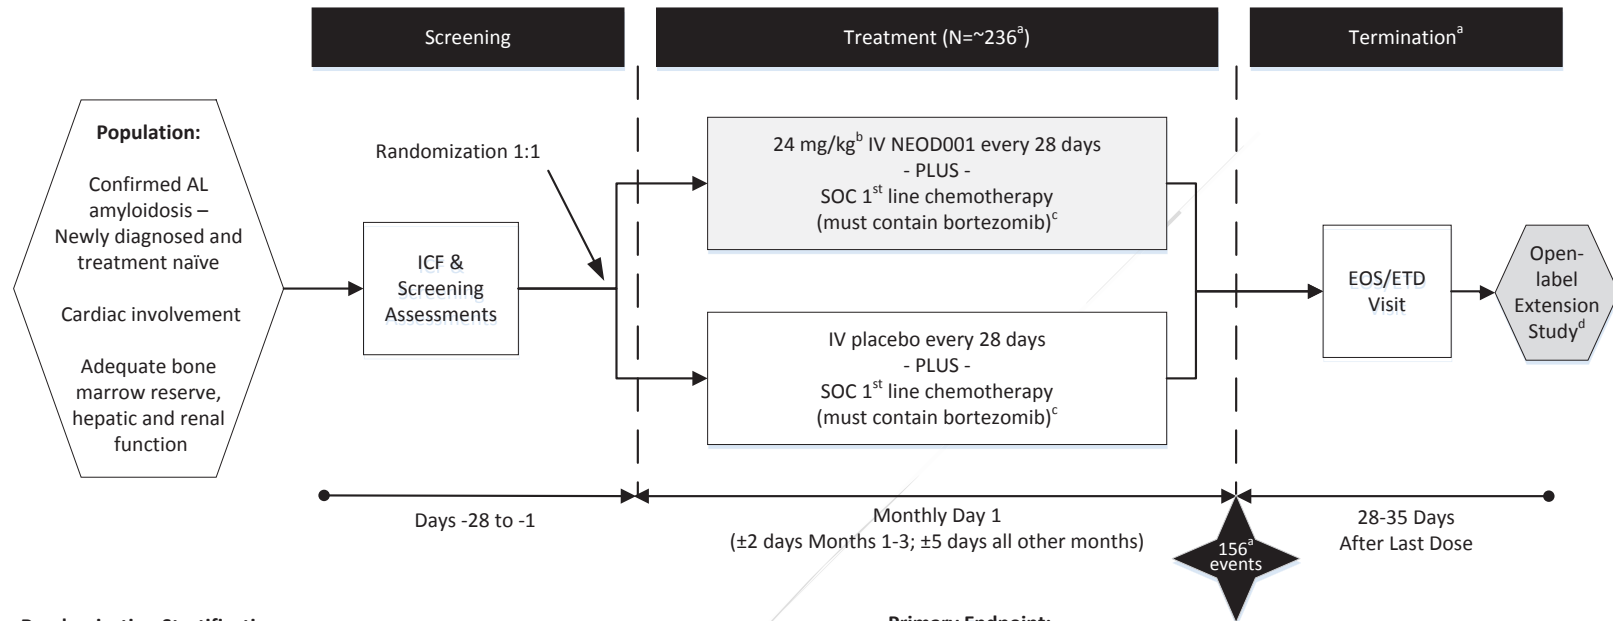 Screening
Treatment (N=~236a)
Terminationa
Population:
Confirmed AL
amyloidosis –
Newly diagnosed and
treatment naïve
Cardiac involvement
Adequate bone
marrow reserve,
hepatic and renal
function
ICF &
Screening
Assessments
Randomization 1:1
24 mg/kgb IV NEOD001 every 28 days
- PLUS -
SOC 1st line chemotherapy
(must contain bortezomib)c
IV placebo every 28 days
- PLUS -
SOC 1st line chemotherapy
(must contain bortezomib)c
EOS/ETD
Visit
Open-
label
Extension
Studyd
Days -28 to -1
Monthly Day 1
(±2 days Months 1-3; ±5 days all other months)
156a
events
28-35 Days
After Last Dose
Primary Endpoint: